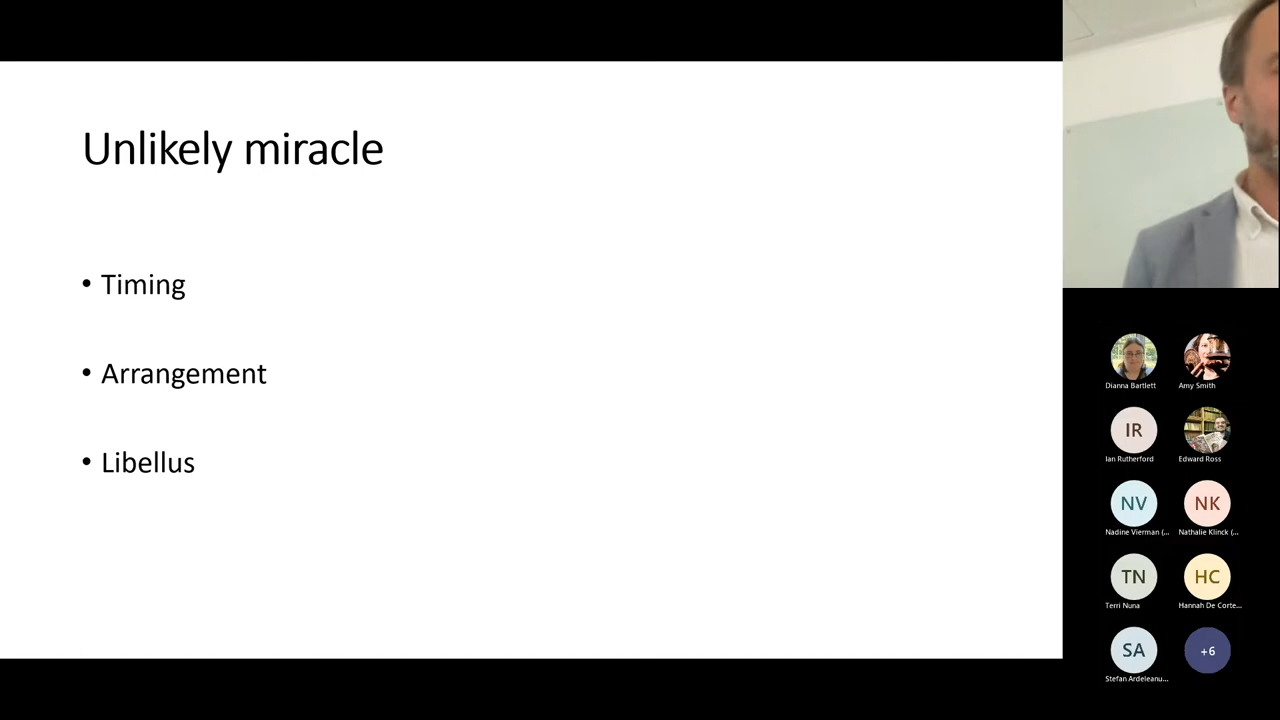 Unlikely miracle
• Timing
• Arrangement
• Libellus
Dianna Bartlett
Amy Smith
IR
Ian Rutherford
Edward Ross
NV
Nadine Vierman (...
NK
Nathalie Klinck (...
TN
Terri Nuna
HC
Hannah De Corte...
SA
Stefan Ardeleanu...
+6